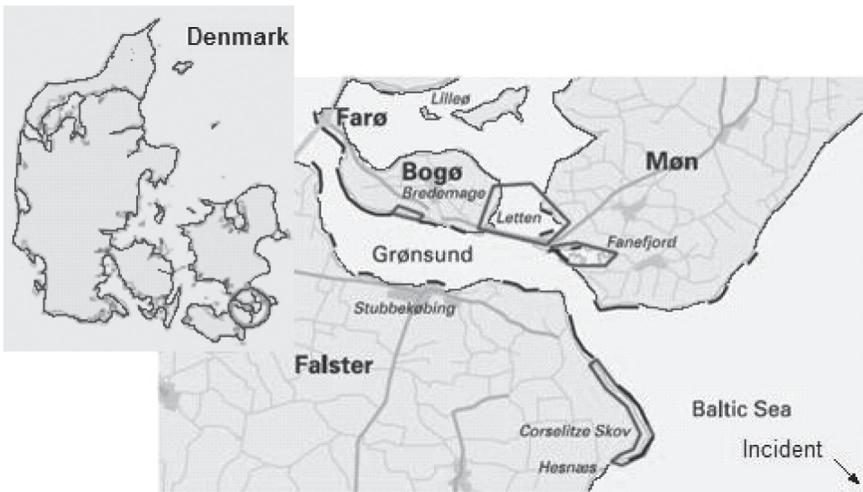 Denmark
Lilleø
Farø
Møn
Bogø
Bredemage
Letten
Fanefjord
Grønsund
Stubbekøbing
Falster
Baltic Sea
Corselitze Skov
Incident
Hesnæs